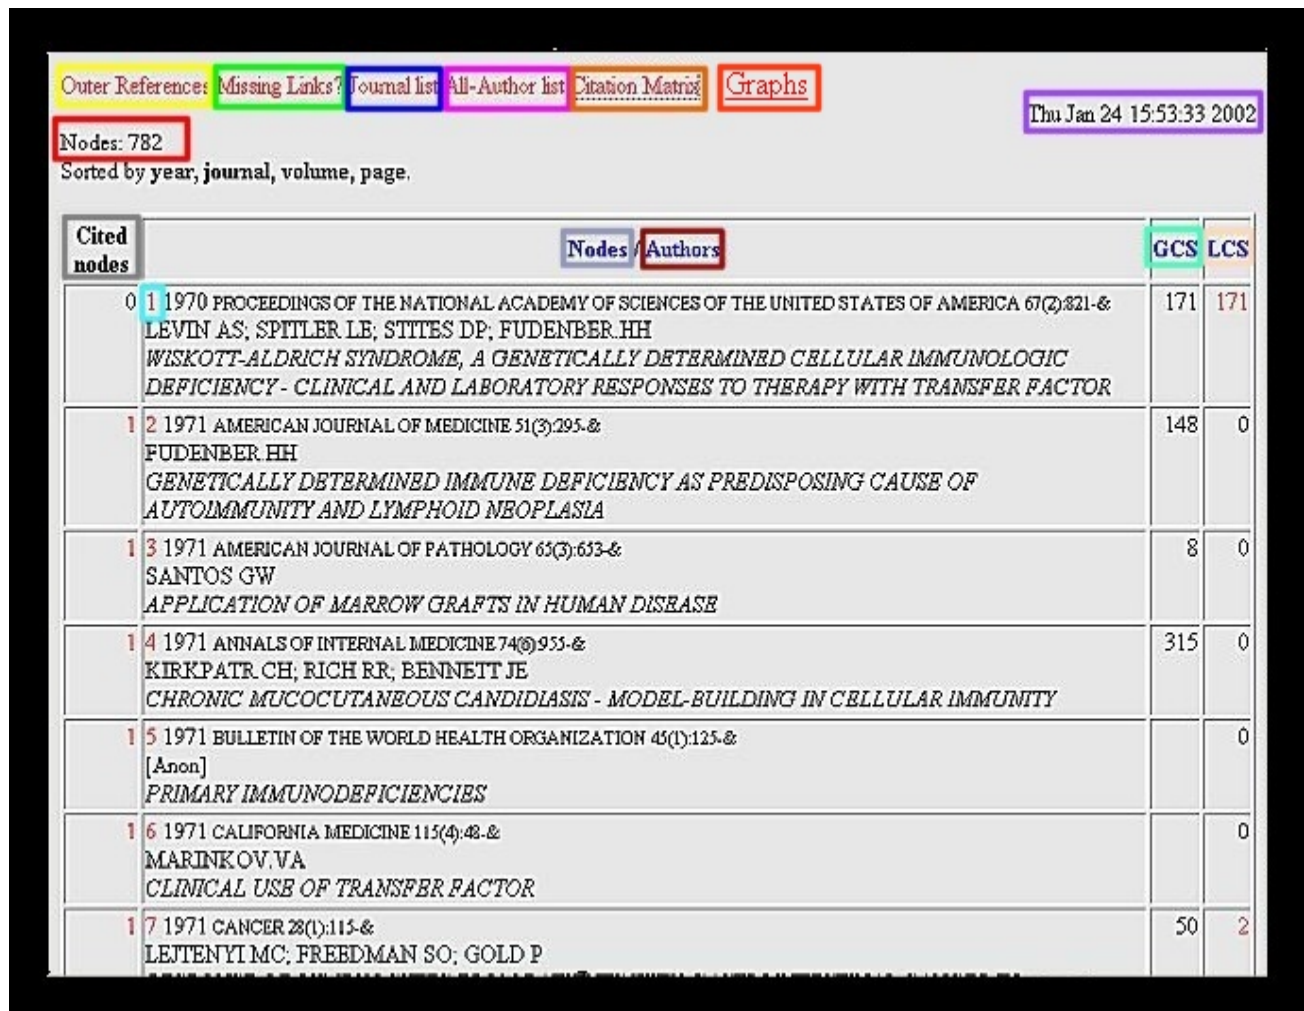 Outer References Missing Links? Journal list All-Author list Citation Matrix Graphs
Thu Jan 24 15:53:33 2002
Nodes: 782
Sorted by year, journal, volume, page.
Cited nodes Nodes / Authors GCS LCS
0 1 1970 PROCEEDINGS OF THE NATIONAL ACADEMY OF SCIENCES OF THE UNITED STATES OF AMERICA 67(2):821-& 171 171
LEVIN AS; SPITLER LE; STITES DP; FUDENBER.HH
WISKOTT-ALDRICH SYNDROME, A GENETICALLY DETERMINED CELLULAR IMMUNOLOGIC
DEFICIENCY - CLINICAL AND LABORATORY RESPONSES TO THERAPY WITH TRANSFER FACTOR
1 2 1971 AMERICAN JOURNAL OF MEDICINE 51(3):295-& 148 0
FUDENBER.HH
GENETICALLY DETERMINED IMMUNE DEFICIENCY AS PREDISPOSING CAUSE OF
AUTOIMMUNITY AND LYMPHOID NEOPLASIA
1 3 1971 AMERICAN JOURNAL OF PATHOLOGY 65(3):653-& 8 0
SANTOS GW
APPLICATION OF MARROW GRAFTS IN HUMAN DISEASE
1 4 1971 ANNALS OF INTERNAL MEDICINE 74(6):955-& 315 0
KIRKPATR.CH; RICH RR; BENNETT JE
CHRONIC MUCOCUTANEOUS CANDIDIASIS - MODEL-BUILDING IN CELLULAR IMMUNITY
1 5 1971 BULLETIN OF THE WORLD HEALTH ORGANIZATION 45(1):125-& 0
[Anon]
PRIMARY IMMUNODEFICIENCIES
1 6 1971 CALIFORNIA MEDICINE 115(4):48-& 0
MARINKOV.VA
CLINICAL USE OF TRANSFER FACTOR
1 7 1971 CANCER 28(1):115-& 50 2
LEJTENYI MC; FREEDMAN SO; GOLD P